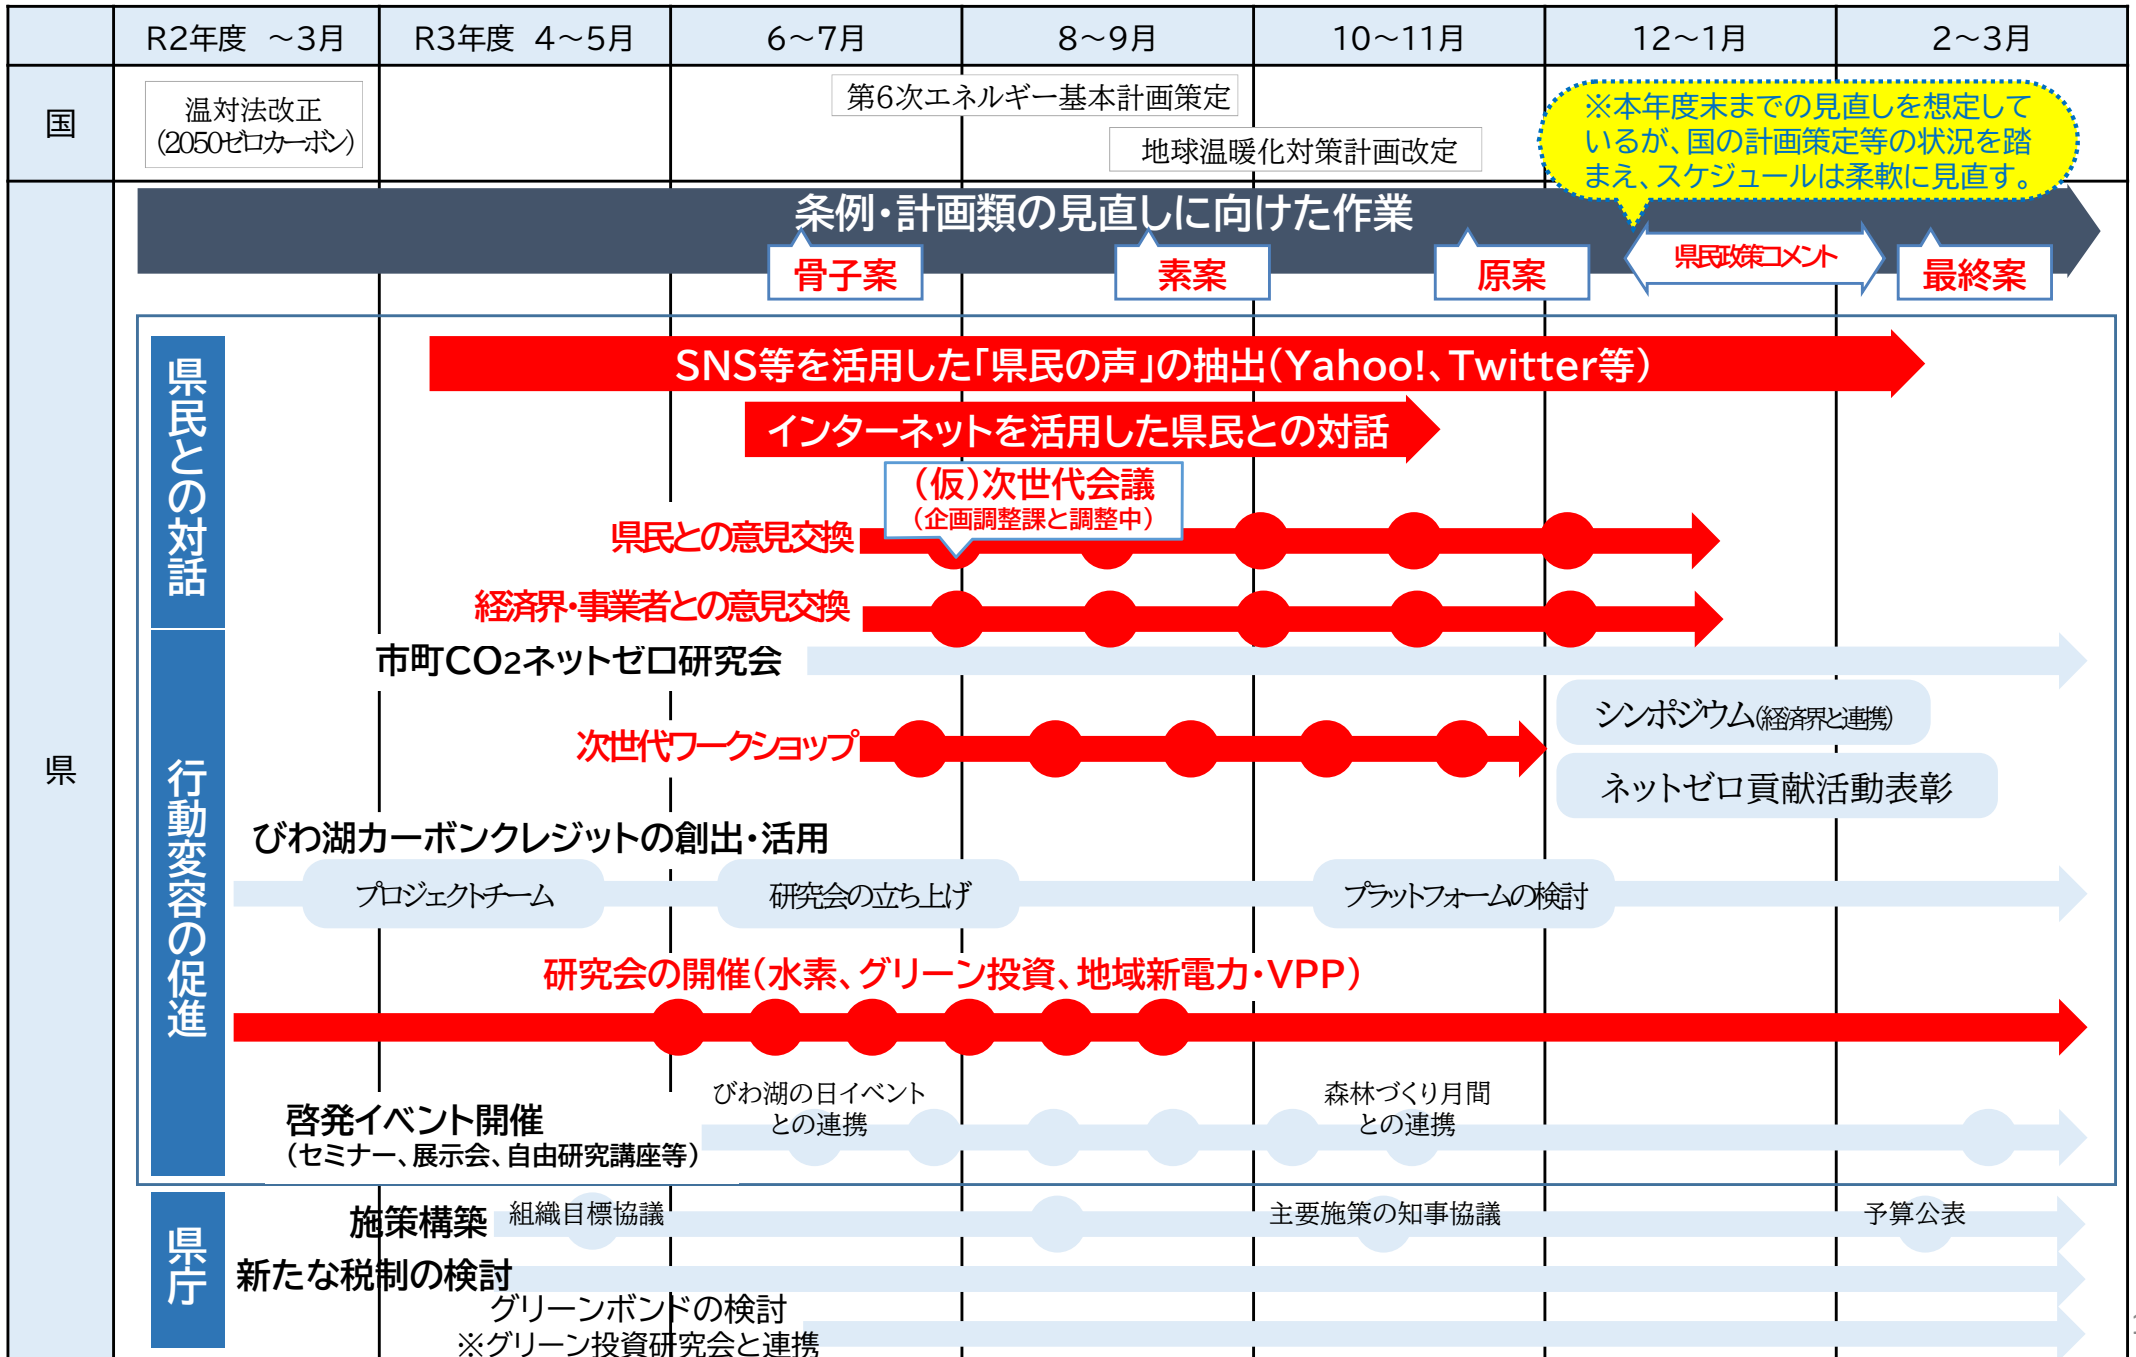 R2年度　～3月
R3年度　4～5月
6～7月
8～9月
10～11月
12～1月
2～3月
国
温対法改正
(2050ゼロカーボン)
第6次エネルギー基本計画策定
地球温暖化対策計画改定
※本年度末までの見直しを想定して
いるが、国の計画策定等の状況を踏
まえ、スケジュールは柔軟に見直す。
県
条例・計画類の見直しに向けた作業
骨子案
素案
原案
県民政策コメント
最終案
県民との対話
SNS等を活用した「県民の声」の抽出(Yahoo!、Twitter等)
インターネットを活用した県民との対話
(仮)次世代会議
(企画調整課と調整中)
県民との意見交換
経済界・事業者との意見交換
行動変容の促進
市町CO2ネットゼロ研究会
シンポジウム(経済界と連携)
次世代ワークショップ
ネットゼロ貢献活動表彰
びわ湖カーボンクレジットの創出・活用
プロジェクトチーム
研究会の立ち上げ
プラットフォームの検討
研究会の開催(水素、グリーン投資、地域新電力・VPP)
びわ湖の日イベント
との連携
森林づくり月間
との連携
啓発イベント開催
(セミナー、展示会、自由研究講座等)
県庁
施策構築
組織目標協議
主要施策の知事協議
予算公表
新たな税制の検討
グリーンボンドの検討
※グリーン投資研究会と連携